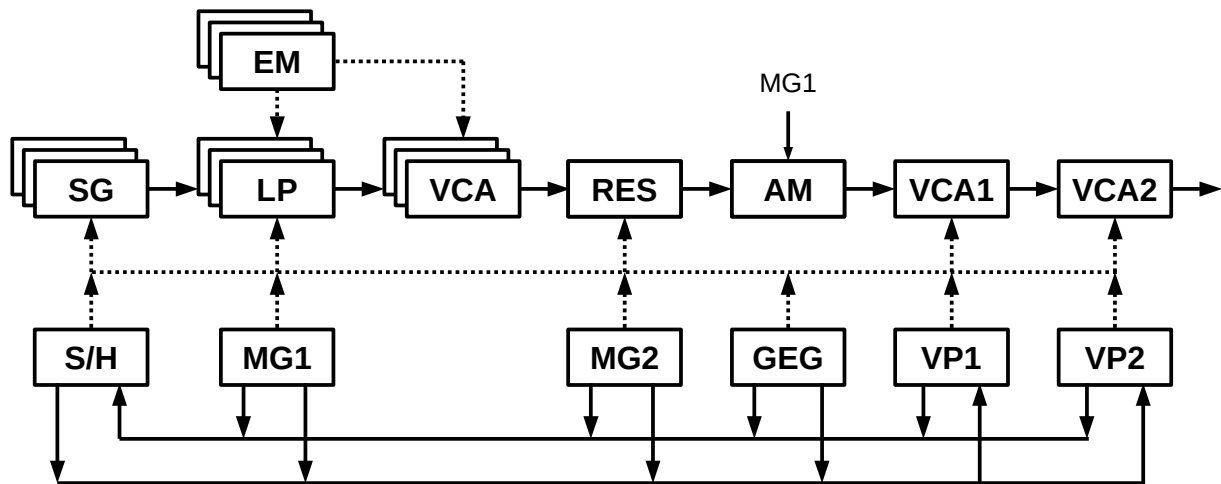 EM
MG1
SG LP VCA RES AM VCA1 VCA2
S/H MG1 MG2 GEG VP1 VP2